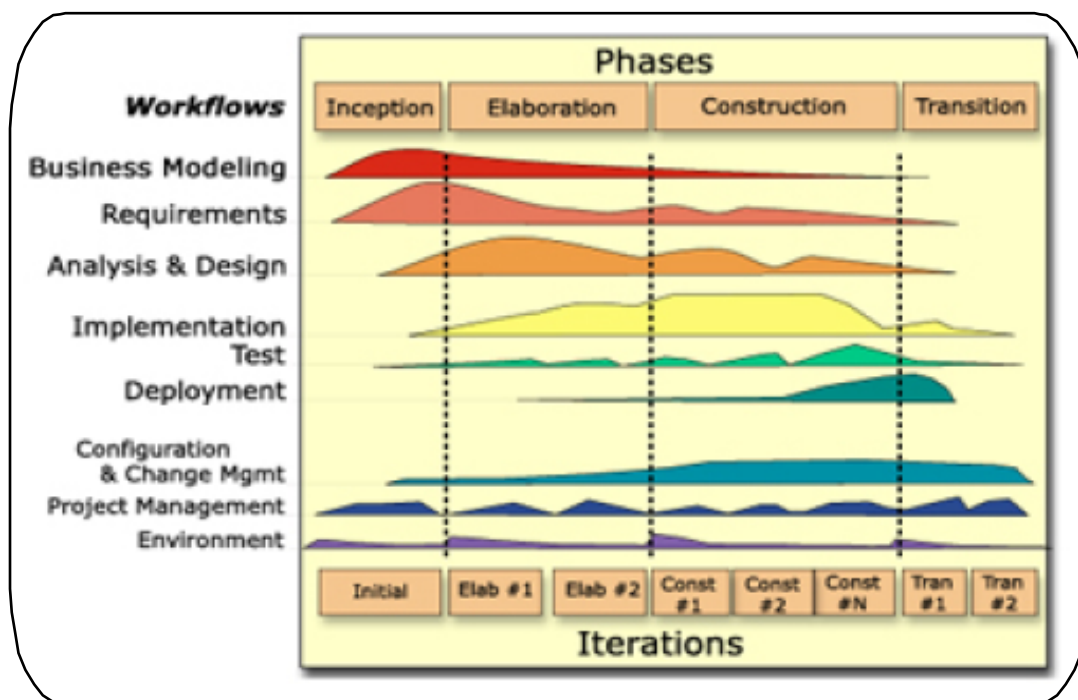 Phases
Workflows
Inception
Elaboration
Construction
Transition
Business Modeling
Requirements
Analysis & Design
Implementation
Test
Deployment
Configuration
& Change Mgmt
Project Management
Environment
Initial
Elab #1
Elab #2
Const
#1
Const
#2
Const
#N
Tran
#1
Tran
#2
Iterations